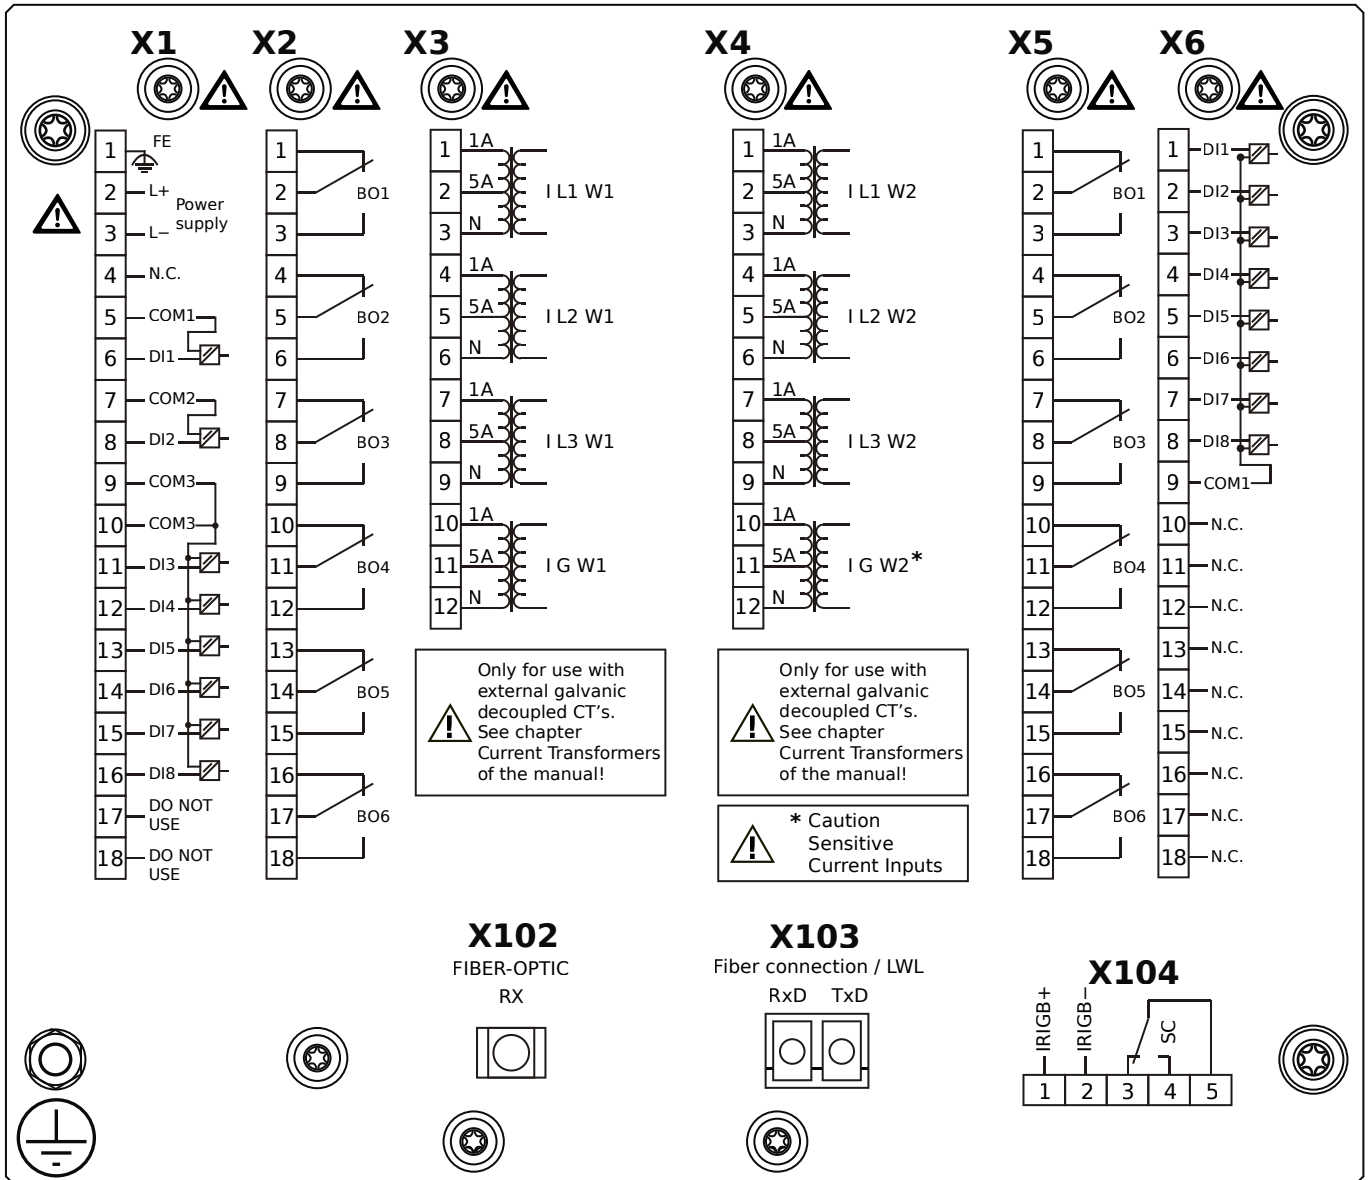 X1
X2
X3
X4
X5
X6
1 FE
2 L+
Power
supply
3 L−
4 N.C.
5 COM1
6 DI1
7 COM2
8 DI2
9 COM3
10 COM3
11 DI3
12 DI4
13 DI5
14 DI6
15 DI7
16 DI8
17 DO NOT
USE
18 DO NOT
USE
1
2 BO1
3
4
5 BO2
6
7
8 BO3
9
10
11 BO4
12
13
14 BO5
15
16
17 BO6
18
1 1A
2 5A I L1 W1
3 N
4 1A
5 5A I L2 W1
6 N
7 1A
8 5A I L3 W1
9 N
10 1A
11 5A I G W1
12 N
Only for use with
external galvanic
decoupled CT's.
See chapter
Current Transformers
of the manual!
1 1A
2 5A I L1 W2
3 N
4 1A
5 5A I L2 W2
6 N
7 1A
8 5A I L3 W2
9 N
10 1A
11 5A I G W2*
12 N
Only for use with
external galvanic
decoupled CT's.
See chapter
Current Transformers
of the manual!
* Caution
Sensitive
Current Inputs
1
2 BO1
3
4
5 BO2
6
7
8 BO3
9
10
11 BO4
12
13
14 BO5
15
16
17 BO6
18
1 DI1
2 DI2
3 DI3
4 DI4
5 DI5
6 DI6
7 DI7
8 DI8
9 COM1
10 N.C.
11 N.C.
12 N.C.
13 N.C.
14 N.C.
15 N.C.
16 N.C.
17 N.C.
18 N.C.
X102
FIBER-OPTIC
RX
X103
Fiber connection / LWL
RxD TxD
X104
IRIGB+
IRIGB−
SC
1 2 3 4 5